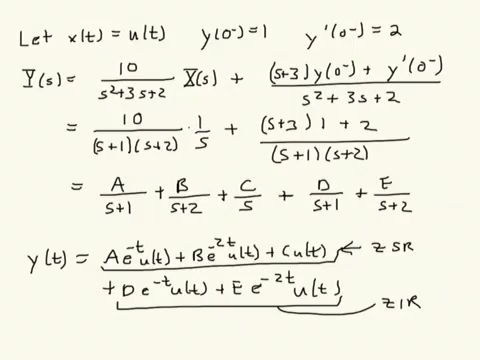 Let x(t) = u(t)   y(0⁻) = 1   y'(0⁻) = 2
Y(s) = 10/(s²+3s+2) X(s) + ((s+3)y(0⁻) + y'(0⁻))/(s²+3s+2)
= 10/((s+1)(s+2)) · 1/s + ((s+3)1 + 2)/((s+1)(s+2))
= A/(s+1) + B/(s+2) + C/s + D/(s+1) + E/(s+2)
y(t) = Ae⁻ᵗu(t) + Be⁻²ᵗu(t) + Cu(t) ← ZSR
+ De⁻ᵗu(t) + Ee⁻²ᵗu(t) ZIR